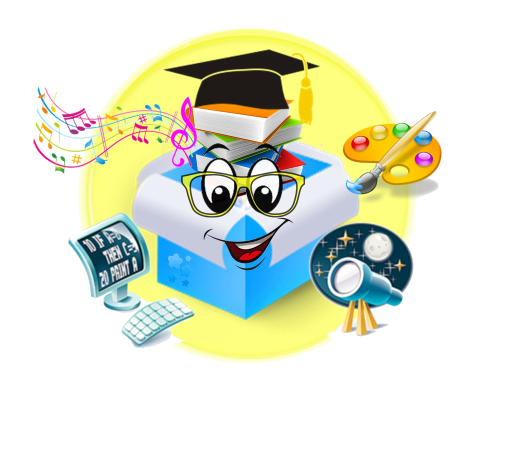 10 IF A=B
THEN C=
20 PRINT A